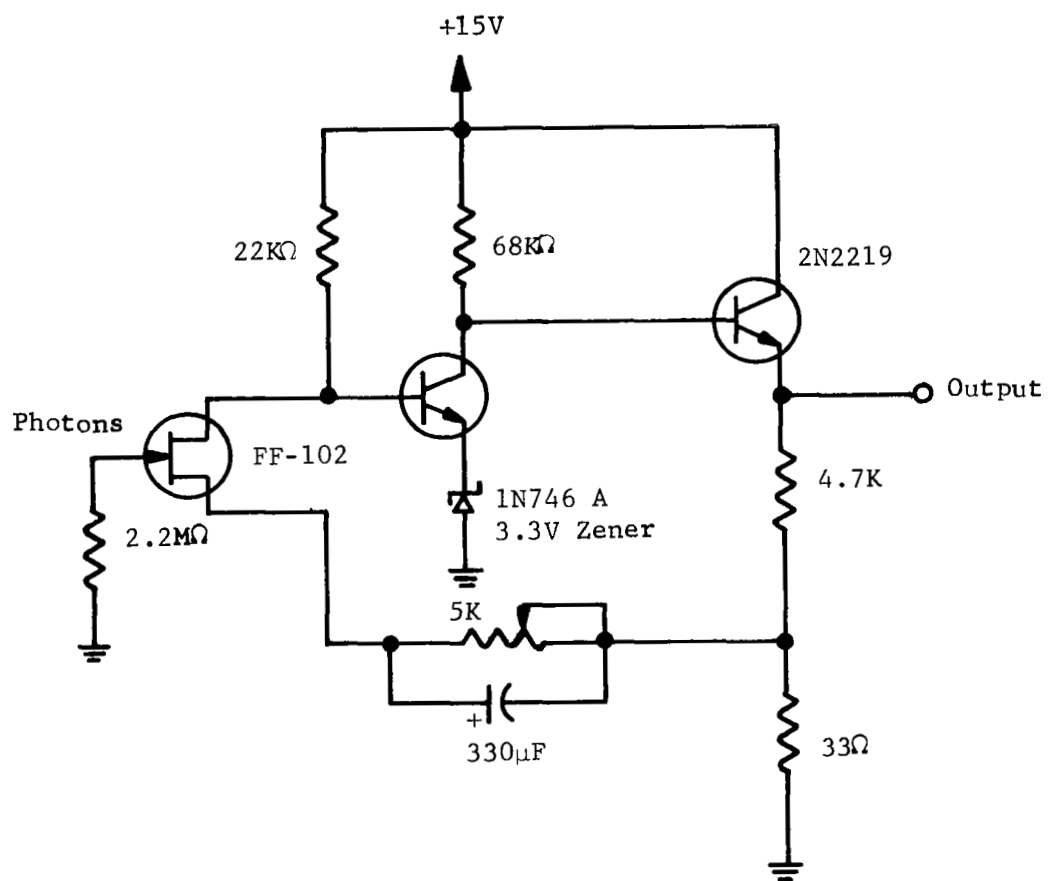 +15V
22KΩ
68KΩ
2N2219
Output
Photons
FF-102
4.7K
1N746 A
3.3V Zener
2.2MΩ
5K
+
330μF
33Ω